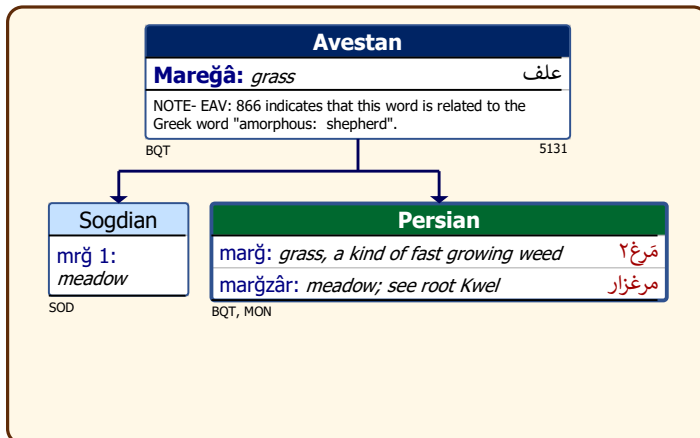 Avestan
Mareğâ: grass علف
NOTE- EAV: 866 indicates that this word is related to the
Greek word "amorphous: shepherd".
BQT 5131
Sogdian
mrğ 1:
meadow
SOD
Persian
marğ: grass, a kind of fast growing weed مَرغ۲
marğzâr: meadow; see root Kwel مرغزار
BQT, MON